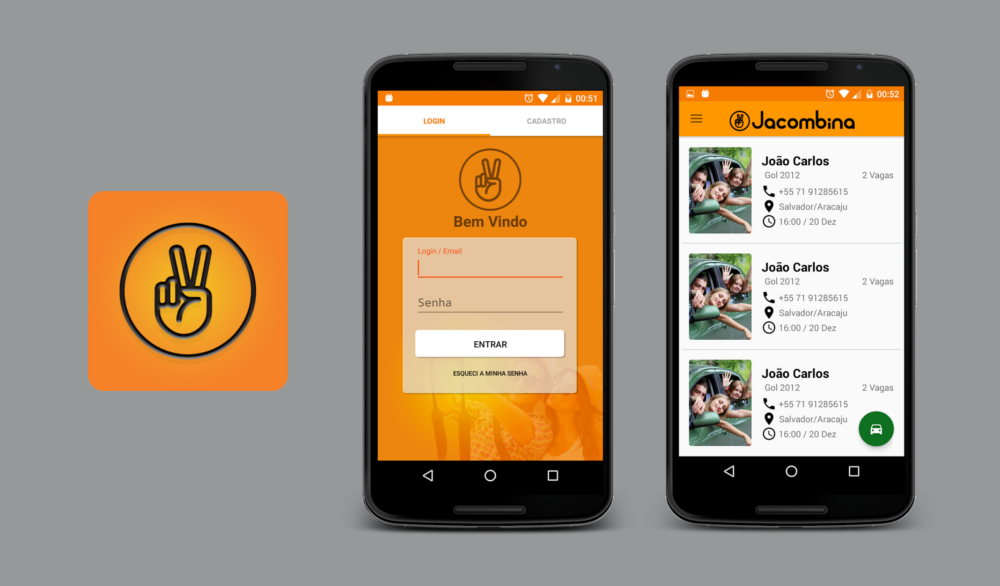 00:51
LOGIN
CADASTRO
Bem Vindo
Login / Email
Senha
ENTRAR
ESQUECI A MINHA SENHA
00:52
Jacombina
João Carlos
Gol 2012
2 Vagas
+55 71 91285615
Salvador/Aracaju
16:00 / 20 Dez
João Carlos
Gol 2012
2 Vagas
+55 71 91285615
Salvador/Aracaju
16:00 / 20 Dez
João Carlos
Gol 2012
2 Vagas
+55 71 91285615
Salvador/Aracaju
16:00 / 20 Dez